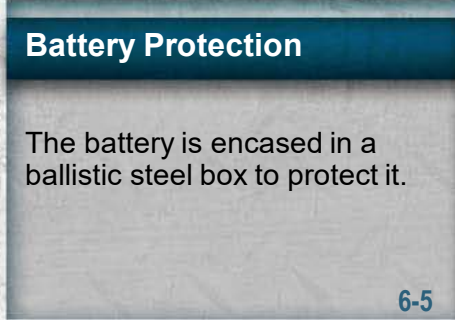 Battery Protection
The battery is encased in a
ballistic steel box to protect it.
6-5